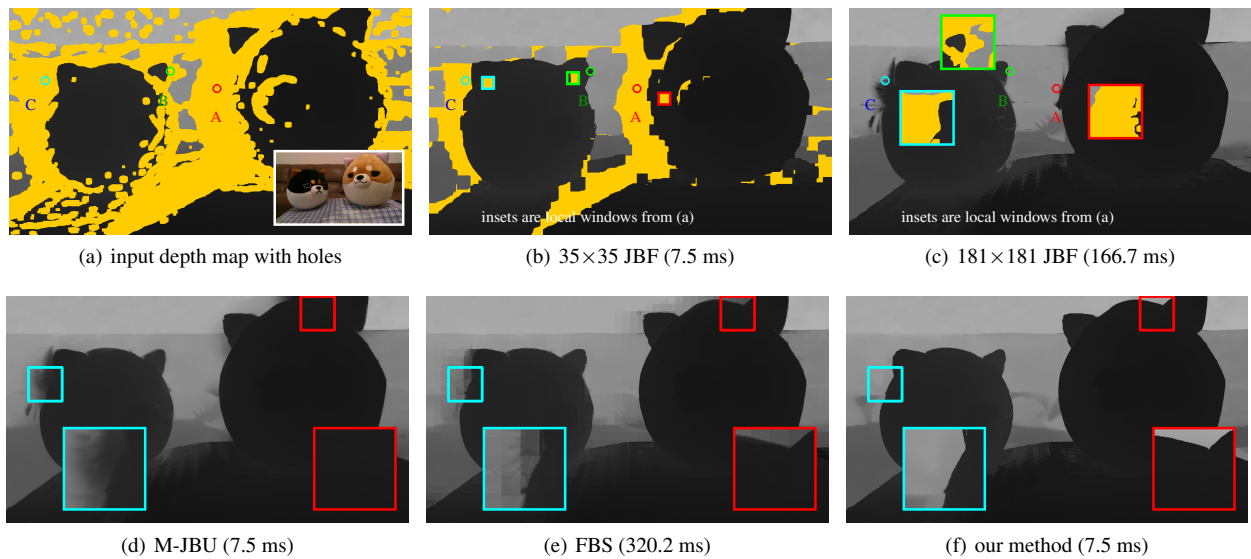 C
B
A
(a) input depth map with holes
C
B
A
insets are local windows from (a)
(b) 35×35 JBF (7.5 ms)
C
B
A
insets are local windows from (a)
(c) 181×181 JBF (166.7 ms)
(d) M-JBU (7.5 ms)
(e) FBS (320.2 ms)
(f) our method (7.5 ms)